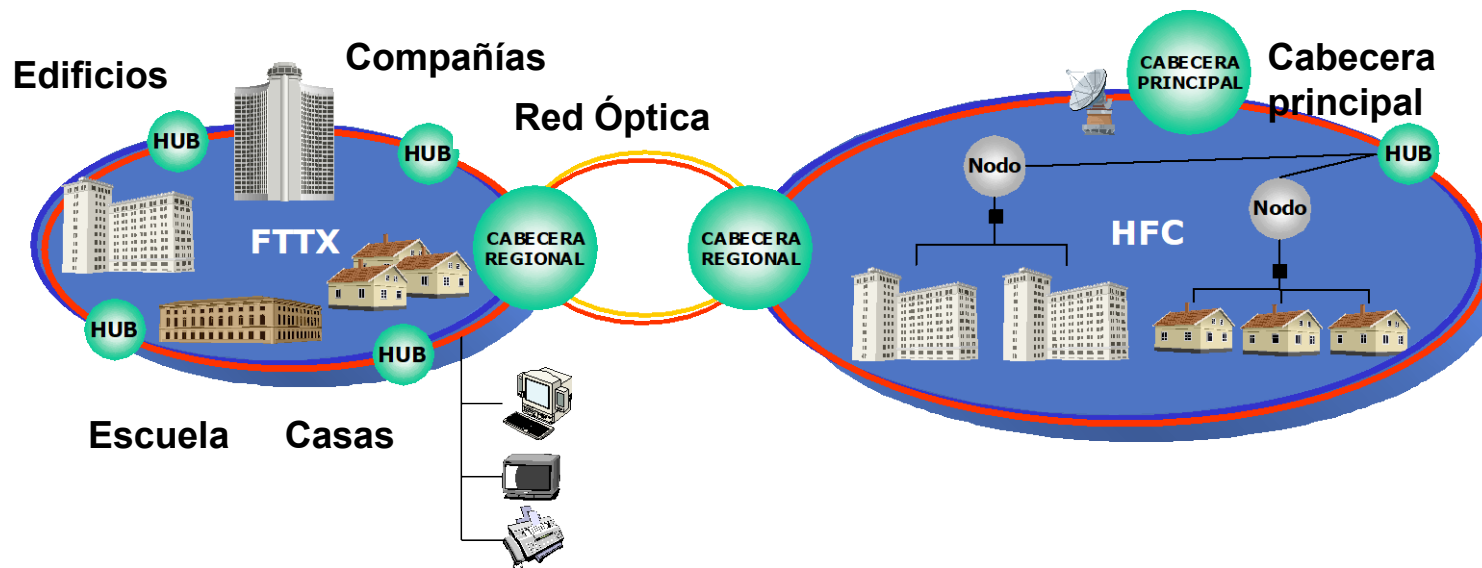 Edificios
Compañías
Red Óptica
CABECERA
PRINCIPAL
Cabecera
principal
HUB
HUB
HUB
Nodo
Nodo
FTTX
CABECERA
REGIONAL
CABECERA
REGIONAL
HFC
HUB
HUB
Escuela
Casas